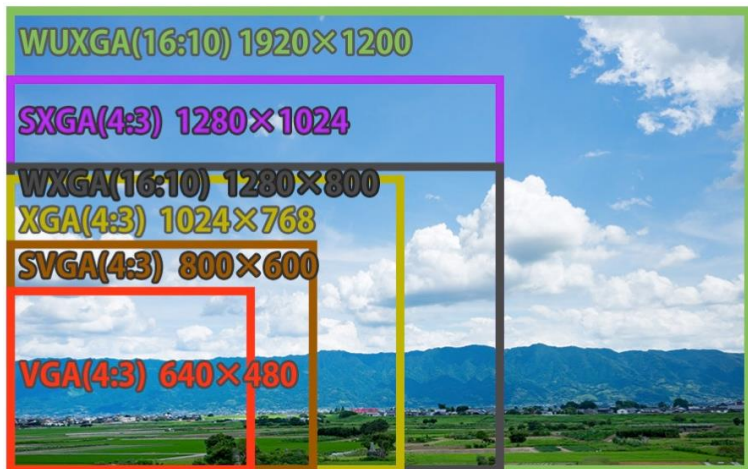 WUXGA(16:10) 1920×1200
SXGA(4:3) 1280×1024
WXGA(16:10) 1280×800
XGA(4:3) 1024×768
SVGA(4:3) 800×600
VGA(4:3) 640×480